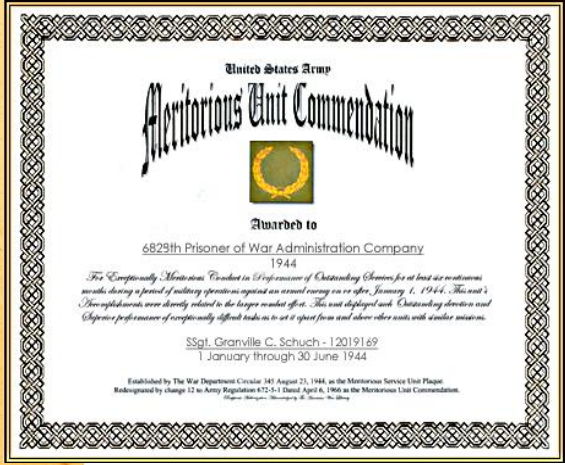 United States Army
Meritorious Unit Commendation
Awarded to
6829th Prisoner of War Administration Company
1944
For Exceptionally Meritorious Conduct in Performance of Outstanding Services for at least six continuous
months during a period of military operations against an armed enemy on or after January 1, 1944. This unit's
Accomplishments were directly related to the larger combat effort. This unit displayed such Outstanding devotion and
Superior performance of exceptionally difficult tasks as to set it apart from and above other units with similar missions.
SSgt. Granville C. Schuch - 12019169
1 January through 30 June 1944
Established by The War Department Circular 345 August 23, 1944, as the Meritorious Service Unit Plaque.
Redesignated by change 12 to Army Regulation 672-5-1 Dated April 6, 1966 as the Meritorious Unit Commendation.